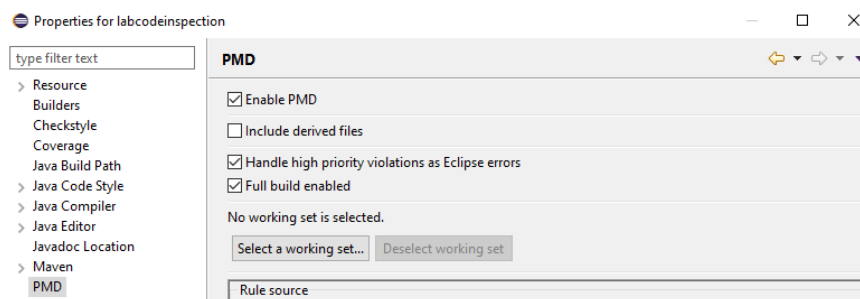 Properties for labcodeinspection
type filter text
PMD
Resource
Builders
Checkstyle
Coverage
Java Build Path
Java Code Style
Java Compiler
Java Editor
Javadoc Location
Maven
PMD
Enable PMD
Include derived files
Handle high priority violations as Eclipse errors
Full build enabled
No working set is selected.
Select a working set... Deselect working set
Rule source